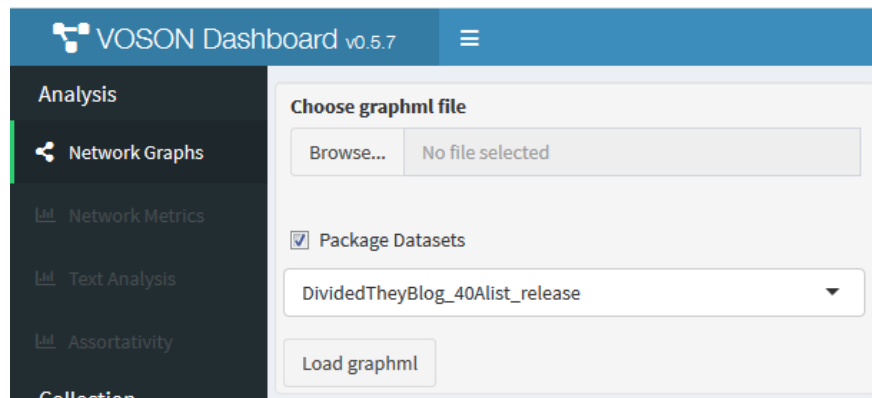 VOSON Dashboard v0.5.7
Analysis
Network Graphs
Network Metrics
Text Analysis
Assortativity
Collection
Choose graphml file
Browse... No file selected
Package Datasets
DividedTheyBlog_40Alist_release
Load graphml